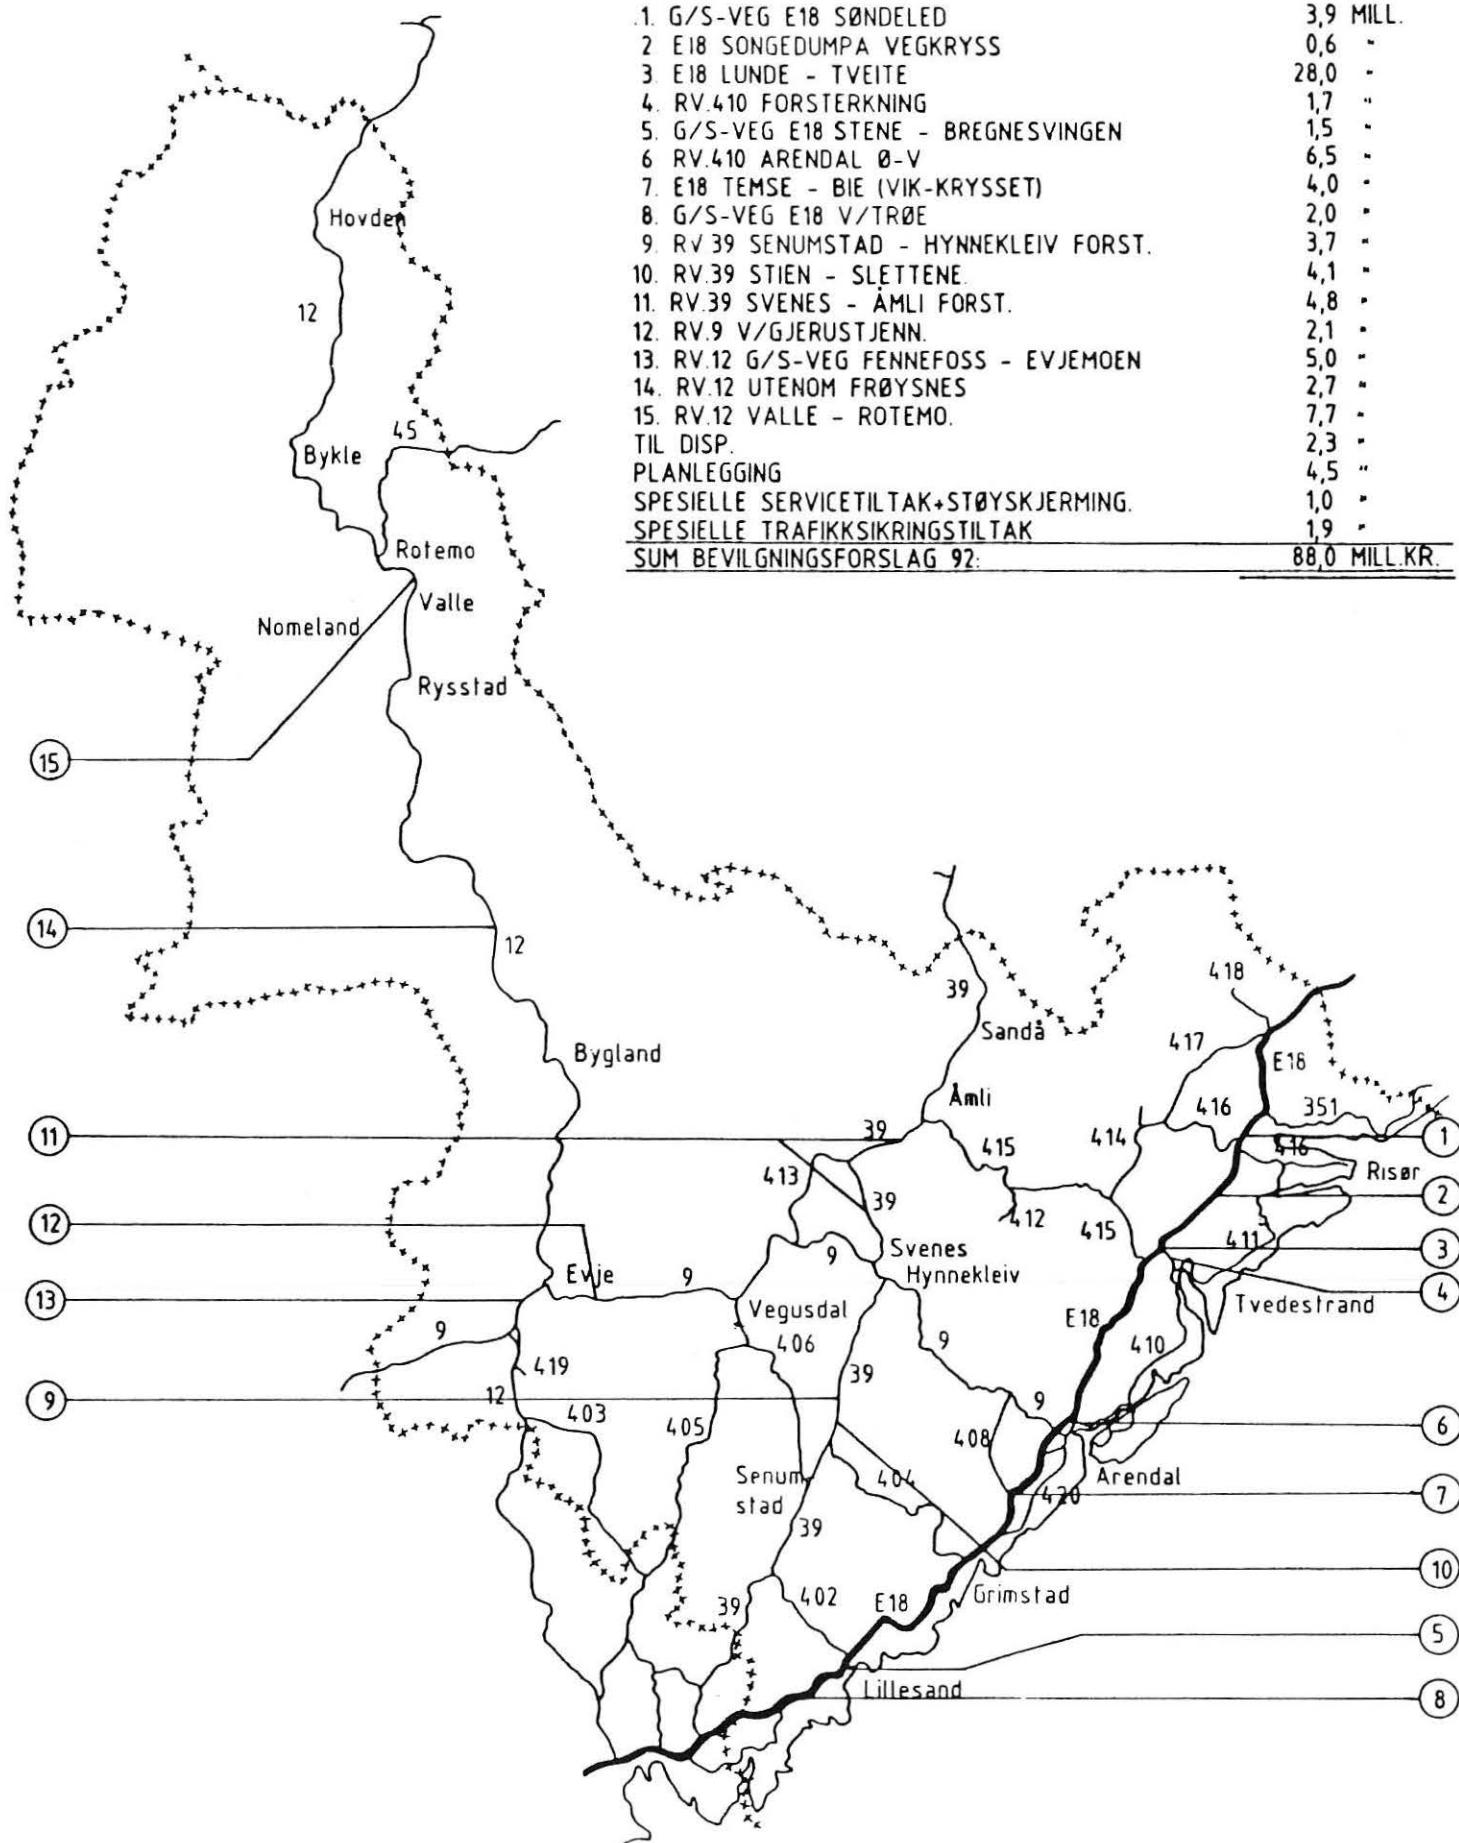 .1. G/S-VEG E18 SØNDELED 3,9 MILL.
2 E18 SONGEDUMPA VEGKRYSS 0,6 "
3. E18 LUNDE - TVEITE 28,0 "
4. RV.410 FORSTERKNING 1,7 "
5. G/S-VEG E18 STENE - BREGNESVINGEN 1,5 "
6 RV.410 ARENDAL Ø-V 6,5 "
7. E18 TEMSE - BIE (VIK-KRYSSET) 4,0 "
8. G/S-VEG E18 V/TRØE 2,0 "
9. RV 39 SENUMSTAD - HYNNEKLEIV FORST. 3,7 "
10. RV.39 STIEN - SLETTENE. 4,1 "
11. RV.39 SVENES - ÅMLI FORST. 4,8 "
12. RV.9 V/GJERUSTJENN. 2,1 "
13. RV.12 G/S-VEG FENNEFOSS - EVJEMOEN 5,0 "
14. RV.12 UTENOM FRØYSNES 2,7 "
15. RV.12 VALLE - ROTEMO. 7,7 "
TIL DISP. 2,3 "
PLANLEGGING 4,5 "
SPESIELLE SERVICETILTAK+STØYSKJERMING. 1,0 "
SPESIELLE TRAFIKKSIKRINGSTILTAK 1,9 "
SUM BEVILGNINGSFORSLAG 92: 88,0 MILL.KR.
Hovden
12
45
Bykle
Rotemo
Valle
Nomeland
Rysstad
15
14
12
39
418
Sandå
417
E18
Bygland
Åmli
416
351
11
39
415
414
1
413
416
Risør
39
412
2
12
415
411
9
Svenes
3
Hynnekleiv
Evje
9
4
13
Vegusdal
Tvedestrand
9
406
E18
410
419
39
9
9
12
403
405
9
408
6
Senum-
stad
404
Arendal
420
7
39
10
39
402
E18
Grimstad
5
Lillesand
8